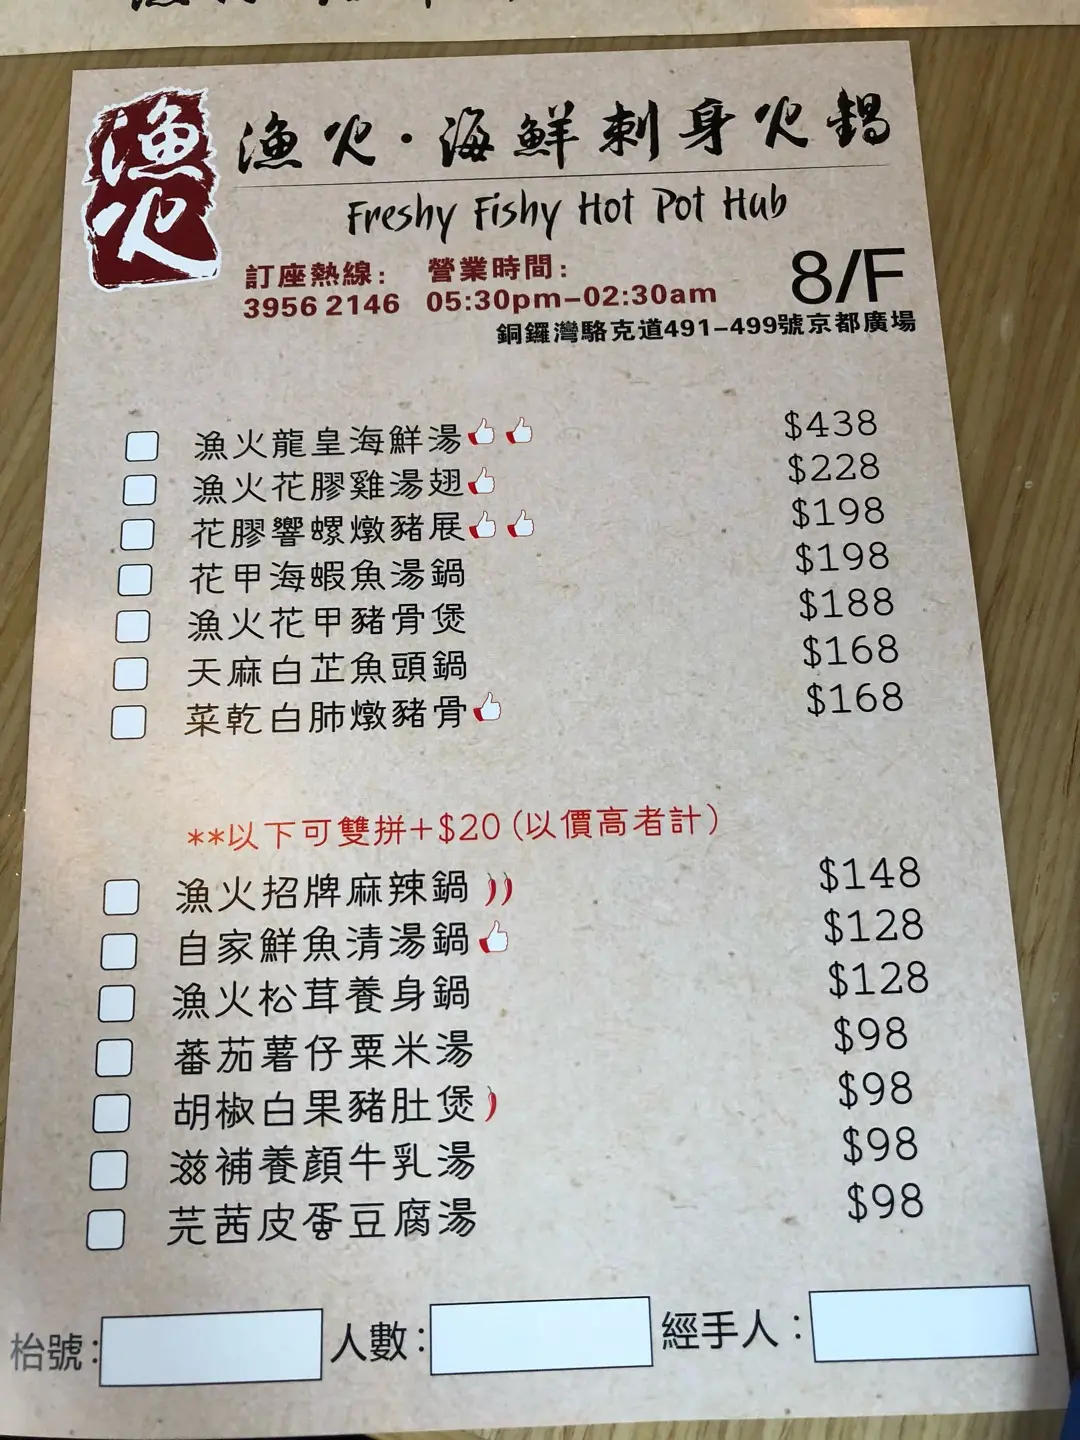 漁火
漁火·海鮮刺身火鍋
Freshy Fishy Hot Pot Hub
訂座熱線: 營業時間:
3956 2146 05:30pm-02:30am
8/F
銅鑼灣駱克道491-499號京都廣場
漁火龍皇海鮮湯 $438
漁火花膠雞湯翅 $228
花膠響螺燉豬展 $198
花甲海蝦魚湯鍋 $198
漁火花甲豬骨煲 $188
天麻白芷魚頭鍋 $168
菜乾白肺燉豬骨 $168
**以下可雙拼+$20(以價高者計)
漁火招牌麻辣鍋 $148
自家鮮魚清湯鍋 $128
漁火松茸養身鍋 $128
蕃茄薯仔粟米湯 $98
胡椒白果豬肚煲 $98
滋補養顏牛乳湯 $98
芫茜皮蛋豆腐湯 $98
枱號: 人數: 經手人: